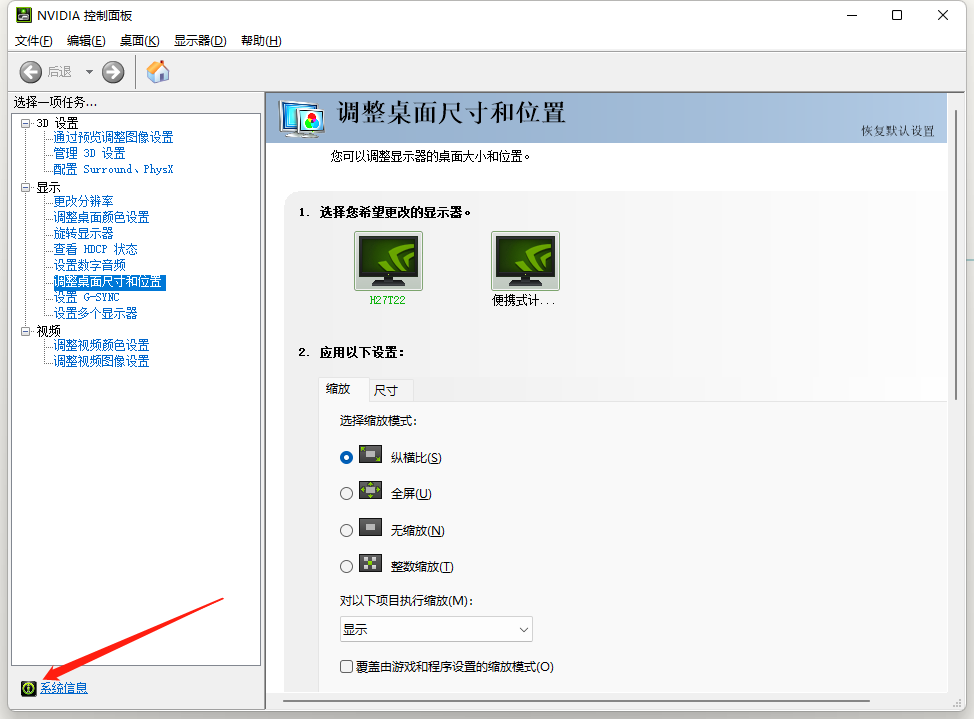 NVIDIA 控制面板
文件(F) 编辑(E) 桌面(K) 显示器(D) 帮助(H)
后退
选择一项任务...
3D 设置
通过预览调整图像设置
管理 3D 设置
配置 Surround、PhysX
显示
更改分辨率
调整桌面颜色设置
旋转显示器
查看 HDCP 状态
设置数字音频
调整桌面尺寸和位置
设置 G-SYNC
设置多个显示器
视频
调整视频颜色设置
调整视频图像设置
系统信息
调整桌面尺寸和位置
恢复默认设置
您可以调整显示器的桌面大小和位置。
1. 选择您希望更改的显示器。
H27T22 便携式计...
2. 应用以下设置:
缩放 尺寸
选择缩放模式:
纵横比(S)
全屏(U)
无缩放(N)
整数缩放(T)
对以下项目执行缩放(M):
显示
覆盖由游戏和程序设置的缩放模式(O)